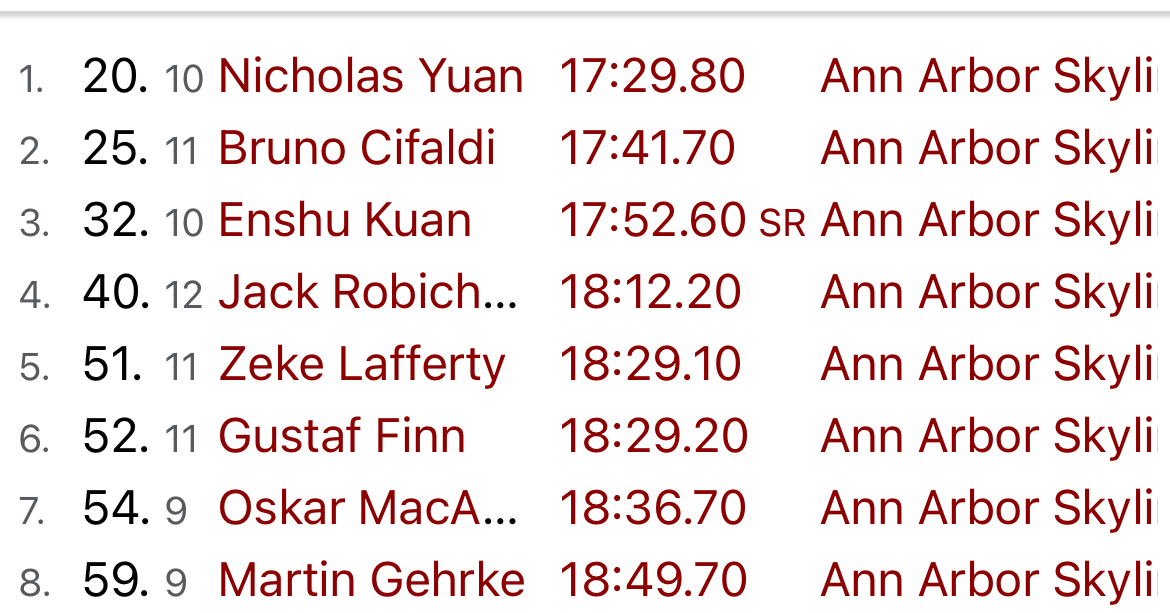 1. 20. 10 Nicholas Yuan 17:29.80 Ann Arbor Skyli
2. 25. 11 Bruno Cifaldi 17:41.70 Ann Arbor Skyli
3. 32. 10 Enshu Kuan 17:52.60 SR Ann Arbor Skyli
4. 40. 12 Jack Robich... 18:12.20 Ann Arbor Skyli
5. 51. 11 Zeke Lafferty 18:29.10 Ann Arbor Skyli
6. 52. 11 Gustaf Finn 18:29.20 Ann Arbor Skyli
7. 54. 9 Oskar MacA... 18:36.70 Ann Arbor Skyli
8. 59. 9 Martin Gehrke 18:49.70 Ann Arbor Skyli